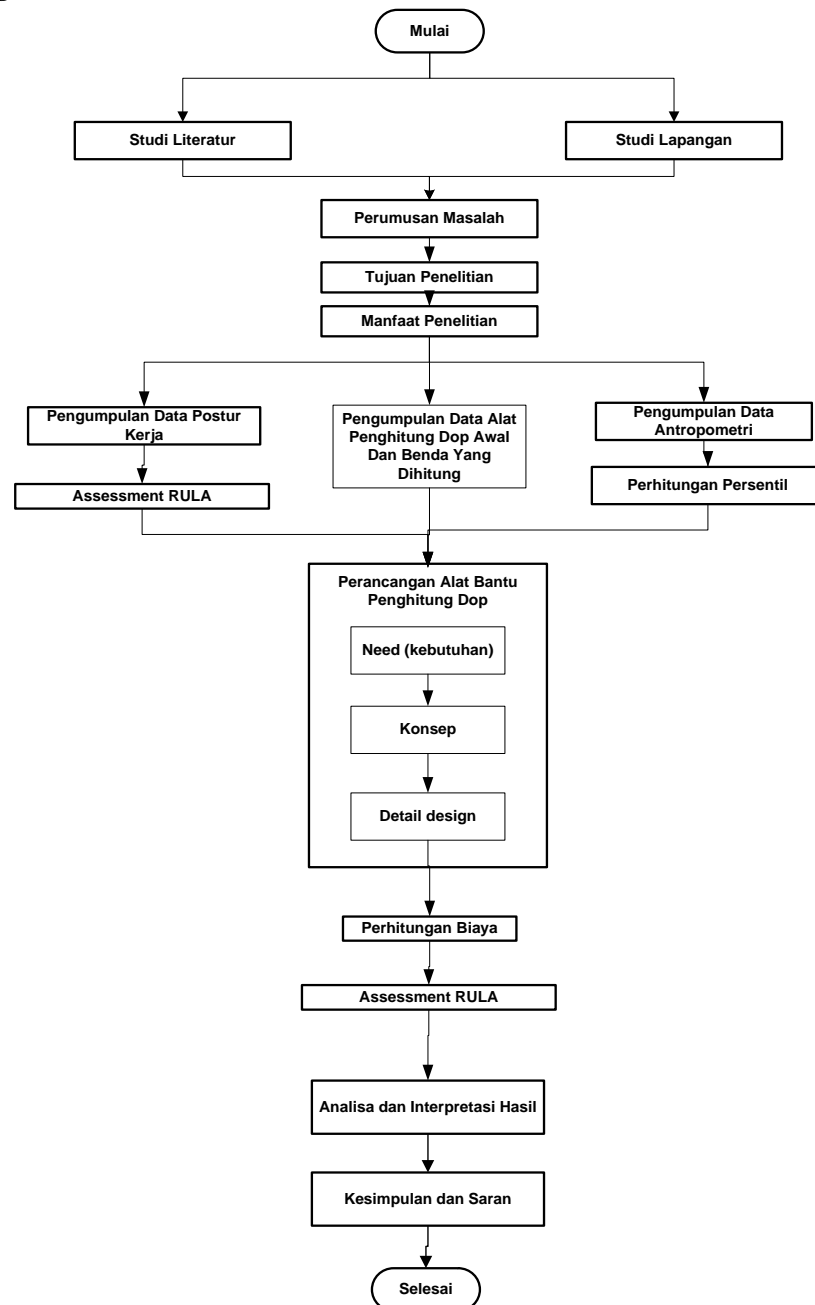 Mulai
Studi Literatur
Studi Lapangan
Perumusan Masalah
Tujuan Penelitian
Manfaat Penelitian
Pengumpulan Data Postur
Kerja
Assessment RULA
Pengumpulan Data Alat
Penghitung Dop Awal
Dan Benda Yang
Dihitung
Pengumpulan Data
Antropometri
Perhitungan Persentil
Perancangan Alat Bantu
Penghitung Dop
Need (kebutuhan)
Konsep
Detail design
Perhitungan Biaya
Assessment RULA
Analisa dan Interpretasi Hasil
Kesimpulan dan Saran
Selesai